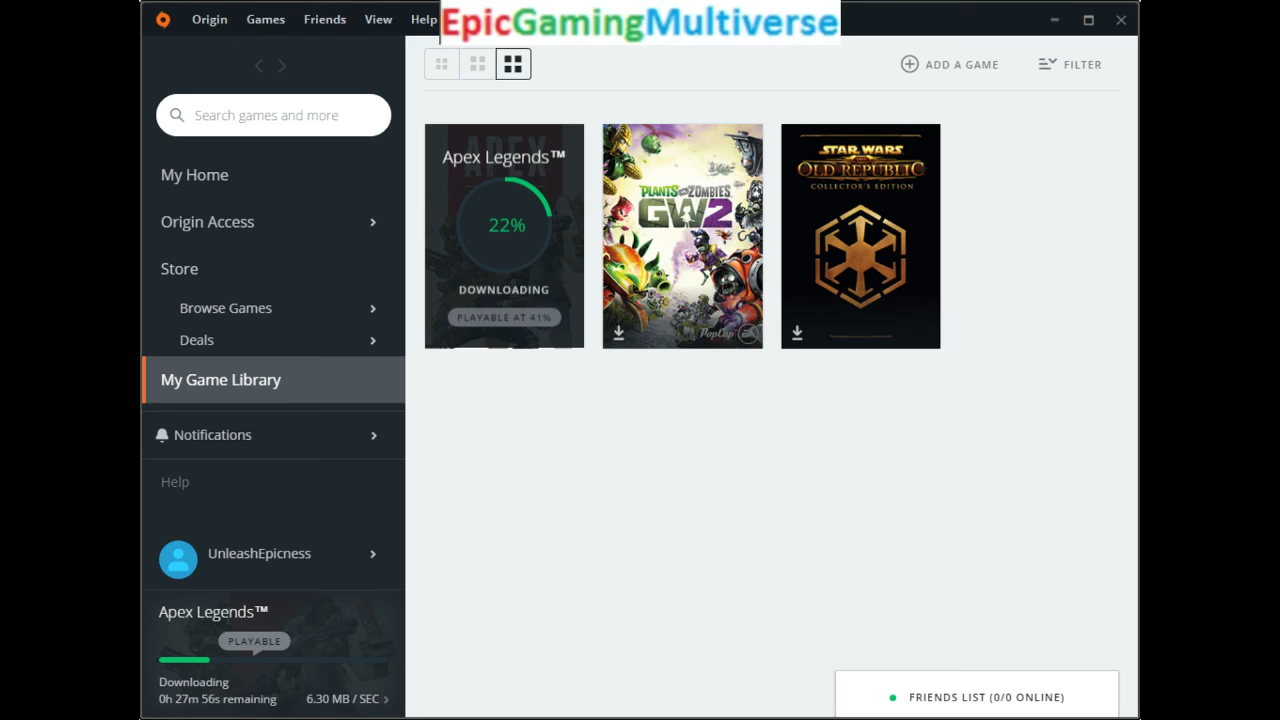 Origin Games Friends View Help
EpicGamingMultiverse
Search games and more
My Home
Origin Access
Store
Browse Games
Deals
My Game Library
Notifications
Help
UnleashEpicness
Apex Legends™
PLAYABLE
Downloading
0h 27m 56s remaining 6.30 MB / SEC
ADD A GAME FILTER
APEX
Apex Legends™
22%
DOWNLOADING
PLAYABLE AT 41%
PLANTS VS ZOMBIES
GW2
PopCap EA
STAR WARS
THE OLD REPUBLIC
COLLECTOR'S EDITION
FRIENDS LIST (0/0 ONLINE)